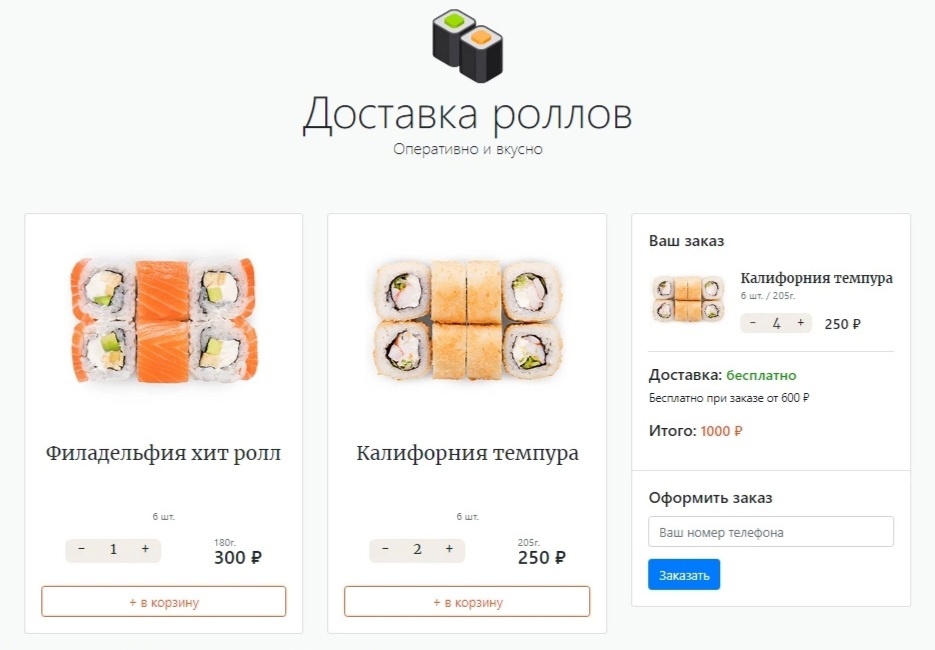 Доставка роллов
Оперативно и вкусно
Филадельфия хит ролл
6 шт.
- 1 +
180г.
300 ₽
+ в корзину
Калифорния темпура
6 шт.
- 2 +
205г.
250 ₽
+ в корзину
Ваш заказ
Калифорния темпура
6 шт. / 205г.
- 4 + 250 ₽
Доставка: бесплатно
Бесплатно при заказе от 600 ₽
Итого: 1000 ₽
Оформить заказ
Ваш номер телефона
Заказать